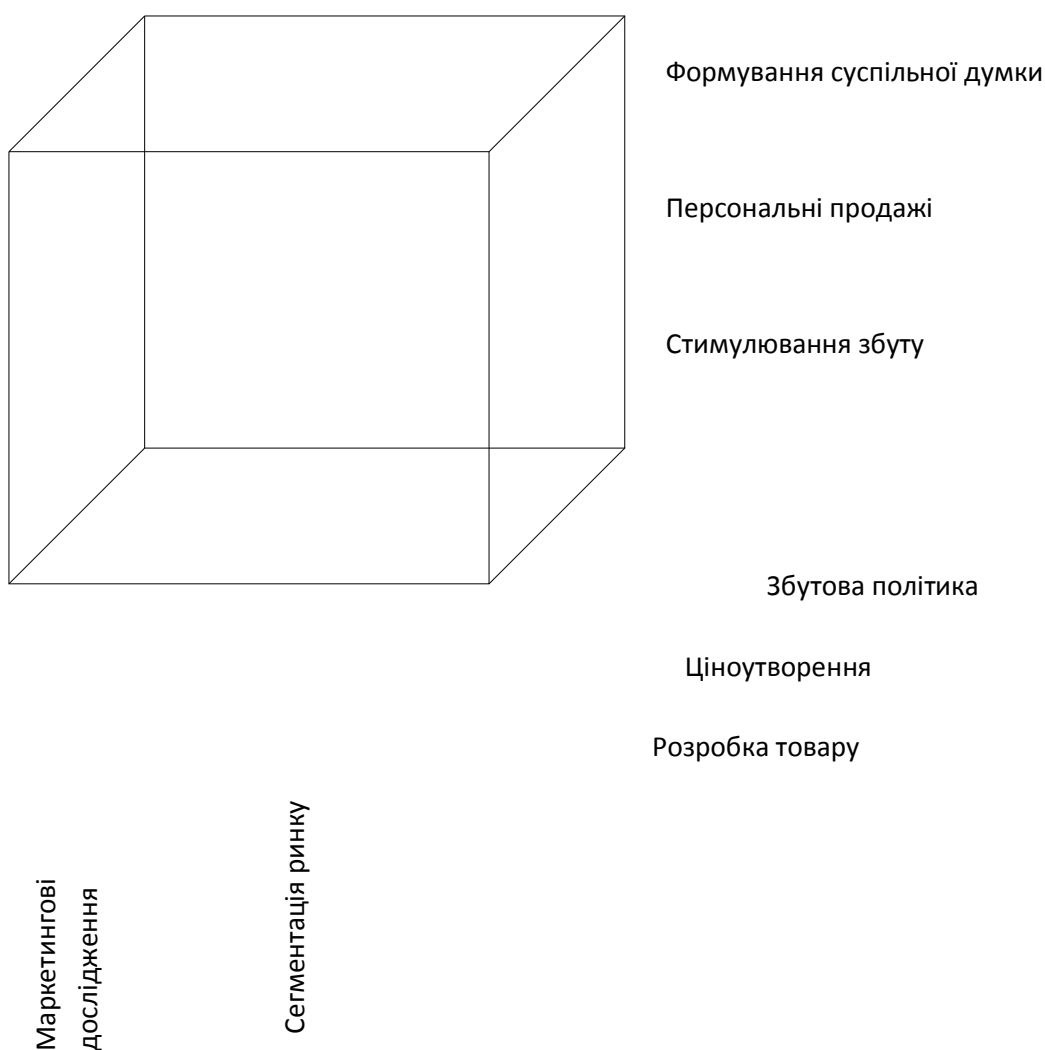 Формування суспільної думки
Персональні продажі
Стимулювання збуту
Збутова політика
Ціноутворення
Розробка товару
Маркетингові
дослідження
Сегментація ринку